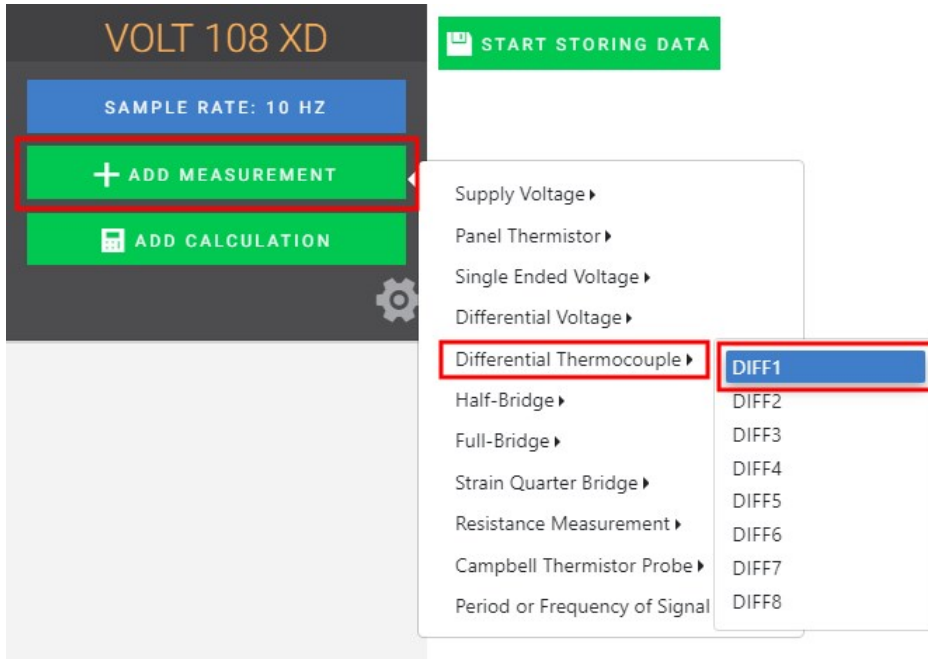 VOLT 108 XD
START STORING DATA
SAMPLE RATE: 10 HZ
ADD MEASUREMENT
ADD CALCULATION
Supply Voltage
Panel Thermistor
Single Ended Voltage
Differential Voltage
Differential Thermocouple
Half-Bridge
Full-Bridge
Strain Quarter Bridge
Resistance Measurement
Campbell Thermistor Probe
Period or Frequency of Signal
DIFF1
DIFF2
DIFF3
DIFF4
DIFF5
DIFF6
DIFF7
DIFF8